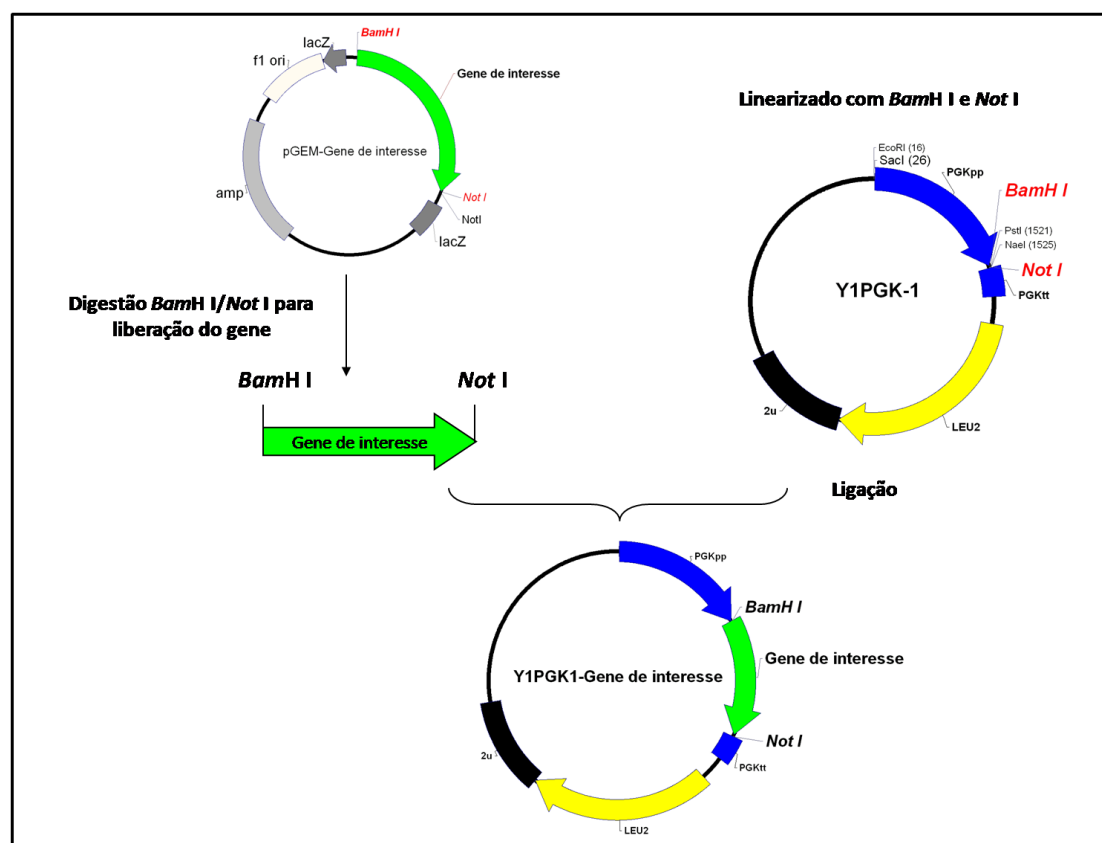 BamH I
lacZ
f1 ori
Gene de interesse
pGEM-Gene de interesse
amp
Not I
NotI
lacZ
Linearizado com BamH I e Not I
EcoRI (16)
SacI (26)
PGKpp
BamH I
PstI (1521)
NaeI (1525)
Not I
PGKtt
Y1PGK-1
2u
LEU2
Digestão BamH I/Not I para
liberação do gene
BamH I
Not I
Gene de interesse
Ligação
PGKpp
BamH I
Gene de interesse
Y1PGK1-Gene de interesse
Not I
PGKtt
2u
LEU2